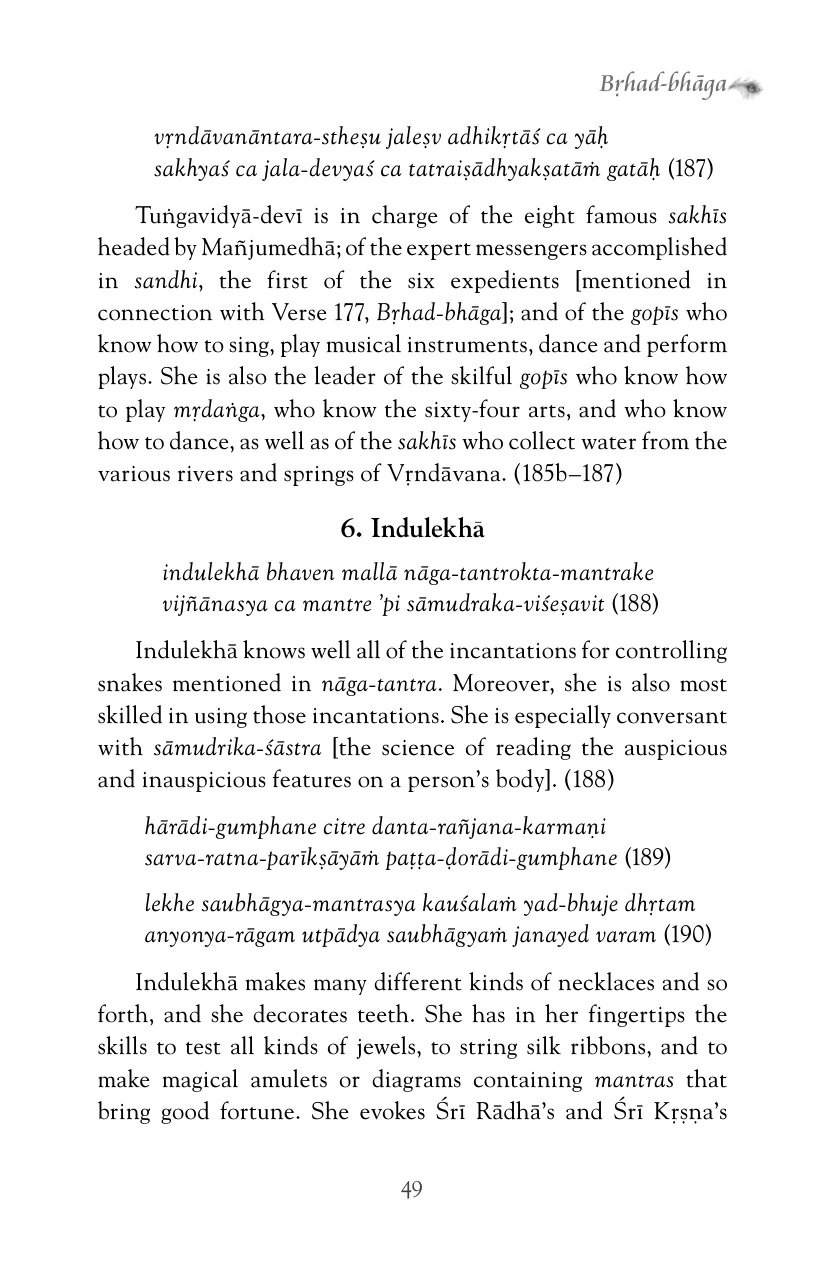 Bṛhad-bhāga
vṛndāvanāntara-stheṣu jaleṣv adhikṛtāś ca yāḥ
sakhyaś ca jala-devyaś ca tatraiṣādhyakṣatāṁ gatāḥ (187)
Tuṅgavidyā-devī is in charge of the eight famous sakhīs
headed by Mañjumedhā; of the expert messengers accomplished
in sandhi, the first of the six expedients [mentioned in
connection with Verse 177, Bṛhad-bhāga]; and of the gopīs who
know how to sing, play musical instruments, dance and perform
plays. She is also the leader of the skilful gopīs who know how
to play mṛdaṅga, who know the sixty-four arts, and who know
how to dance, as well as of the sakhīs who collect water from the
various rivers and springs of Vṛndāvana. (185b–187)
6. Indulekhā
indulekhā bhaven mallā nāga-tantrokta-mantrake
vijñānasya ca mantre ’pi sāmudraka-viśeṣavit (188)
Indulekhā knows well all of the incantations for controlling
snakes mentioned in nāga-tantra. Moreover, she is also most
skilled in using those incantations. She is especially conversant
with sāmudrika-śāstra [the science of reading the auspicious
and inauspicious features on a person’s body]. (188)
hārādi-gumphane citre danta-rañjana-karmaṇi
sarva-ratna-parīkṣāyāṁ paṭṭa-ḍorādi-gumphane (189)
lekhe saubhāgya-mantrasya kauśalaṁ yad-bhuje dhṛtam
anyonya-rāgam utpādya saubhāgyaṁ janayed varam (190)
Indulekhā makes many different kinds of necklaces and so
forth, and she decorates teeth. She has in her fingertips the
skills to test all kinds of jewels, to string silk ribbons, and to
make magical amulets or diagrams containing mantras that
bring good fortune. She evokes Śrī Rādhā’s and Śrī Kṛṣṇa’s
49